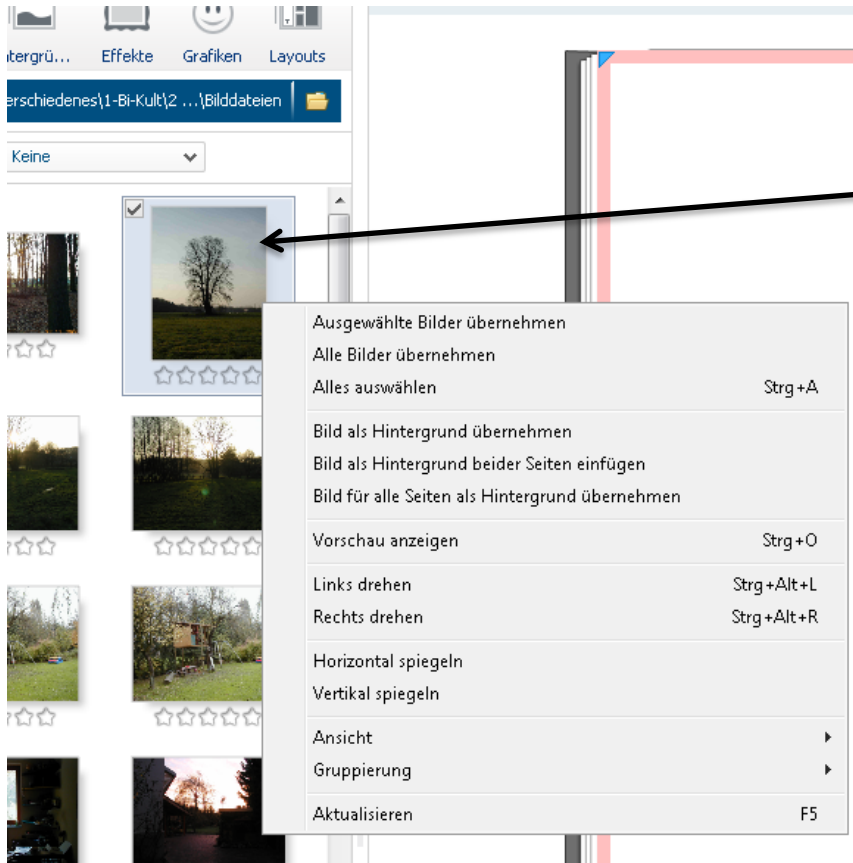 ntergrü... Effekte Grafiken Layouts
erschiedenes\1-Bi-Kult\2 ...\Bilddateien
Keine
Ausgewählte Bilder übernehmen
Alle Bilder übernehmen
Alles auswählen Strg+A
Bild als Hintergrund übernehmen
Bild als Hintergrund beider Seiten einfügen
Bild für alle Seiten als Hintergrund übernehmen
Vorschau anzeigen Strg+O
Links drehen Strg+Alt+L
Rechts drehen Strg+Alt+R
Horizontal spiegeln
Vertikal spiegeln
Ansicht
Gruppierung
Aktualisieren F5